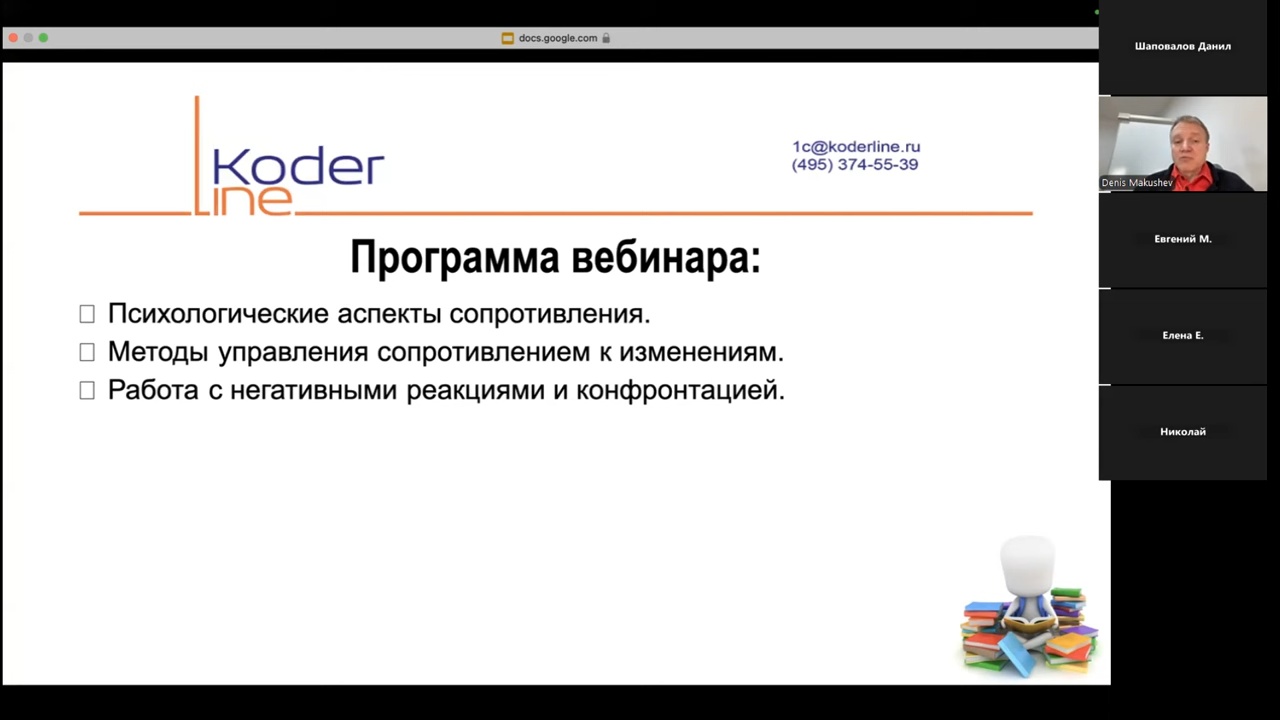 docs.google.com
Koder
Line
1c@koderline.ru
(495) 374-55-39
Программа вебинара:
Психологические аспекты сопротивления.
Методы управления сопротивлением к изменениям.
Работа с негативными реакциями и конфронтацией.
Шаповалов Данил
Denis Makushev
Евгений М.
Елена Е.
Николай